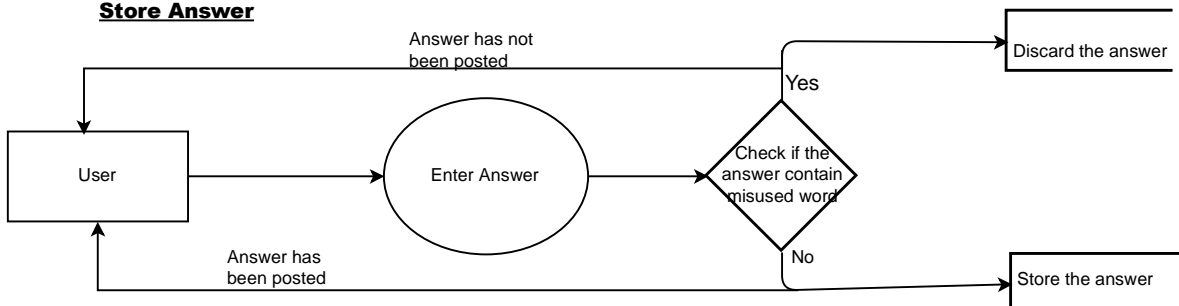 Store Answer
Answer has not
been posted
Discard the answer
Yes
User
Enter Answer
Check if the
answer contain
misused word
No
Answer has
been posted
Store the answer